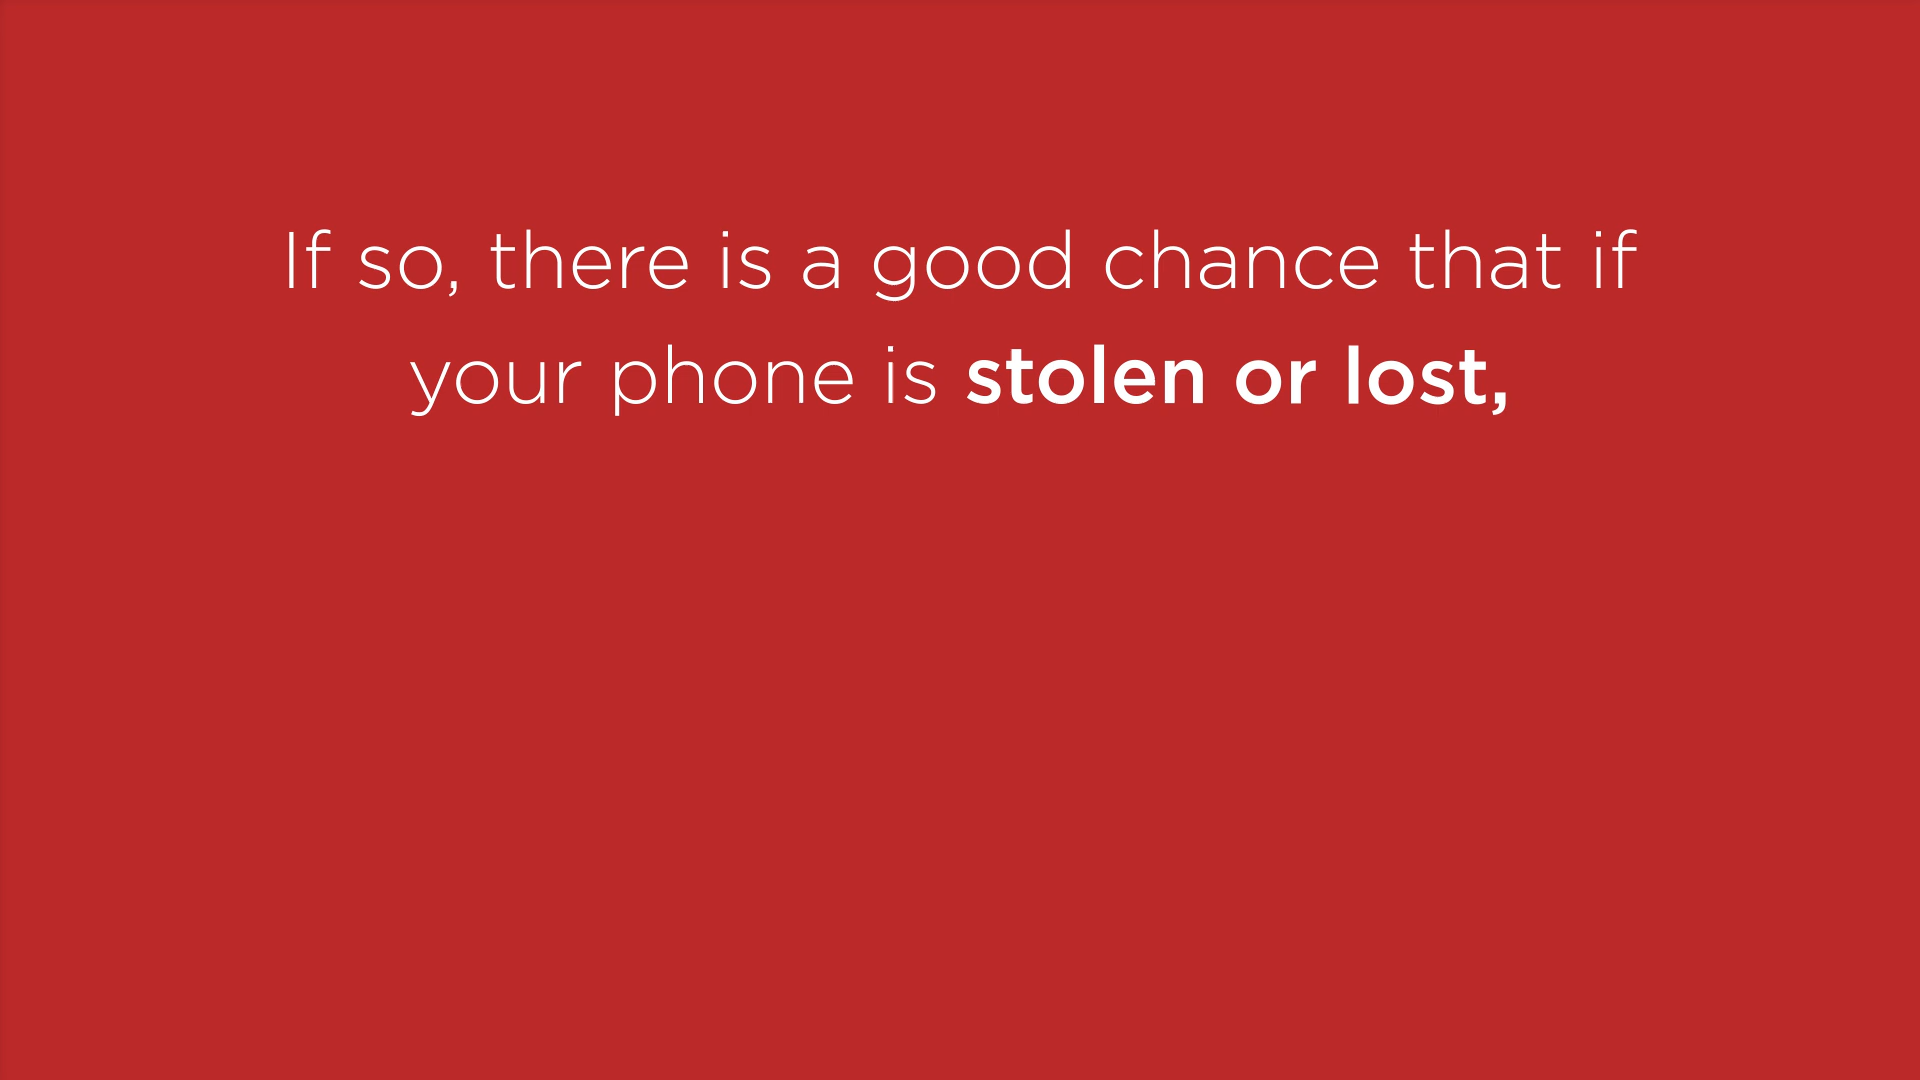 If so, there is a good chance that if
your phone is stolen or lost,